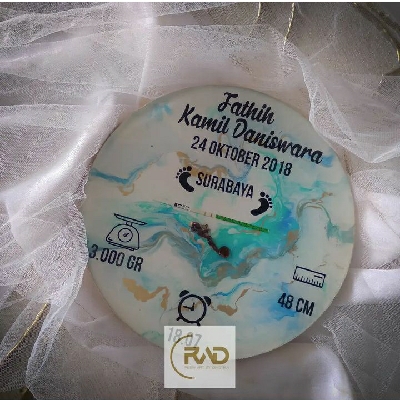 Fathih
Kamil Daniswara
24 OKTOBER 2018
SURABAYA
3.000 GR
48 CM
18.07
RAD